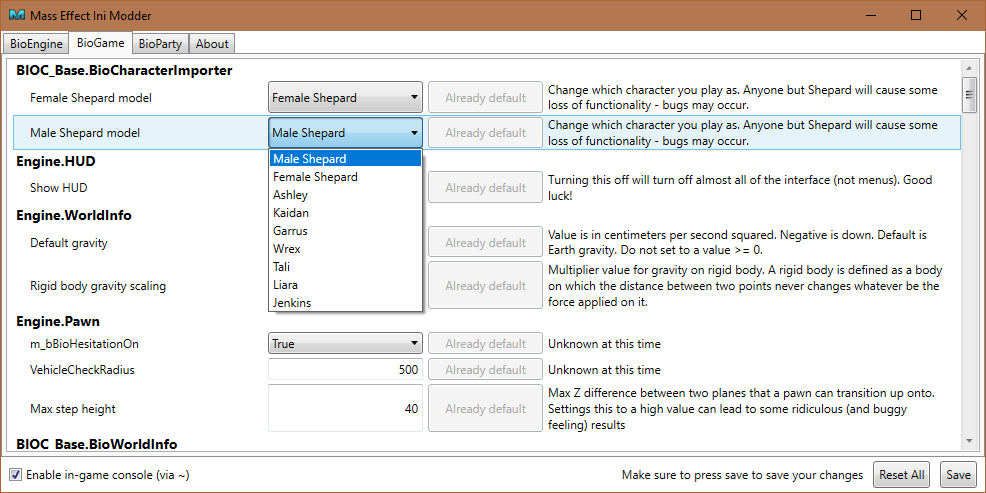 Mass Effect Ini Modder
BioEngine
BioGame
BioParty
About
BIOC_Base.BioCharacterImporter
Female Shepard model
Female Shepard
Already default
Change which character you play as. Anyone but Shepard will cause some
loss of functionality - bugs may occur.
Male Shepard model
Male Shepard
Already default
Change which character you play as. Anyone but Shepard will cause some
loss of functionality - bugs may occur.
Male Shepard
Female Shepard
Ashley
Kaidan
Garrus
Wrex
Tali
Liara
Jenkins
Engine.HUD
Show HUD
Already default
Turning this off will turn off almost all of the interface (not menus). Good
luck!
Engine.WorldInfo
Default gravity
Already default
Value is in centimeters per second squared. Negative is down. Default is
Earth gravity. Do not set to a value >= 0.
Rigid body gravity scaling
Already default
Multiplier value for gravity on rigid body. A rigid body is defined as a body
on which the distance between two points never changes whatever be the
force applied on it.
Engine.Pawn
m_bBioHesitationOn
True
Already default
Unknown at this time
VehicleCheckRadius
500
Already default
Unknown at this time
Max step height
40
Already default
Max Z difference between two planes that a pawn can transition up onto.
Settings this to a high value can lead to some ridiculous (and buggy
feeling) results
BIOC_Base.BioWorldInfo
Enable in-game console (via ~)
Make sure to press save to save your changes
Reset All
Save